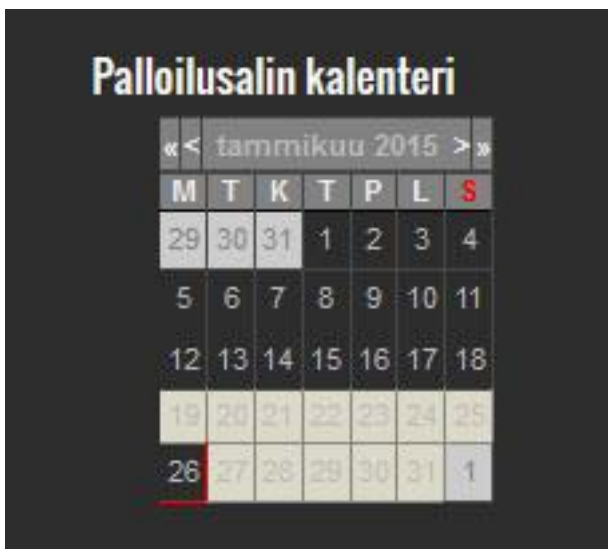 Palloilusalin kalenteri
« < tammikuu 2015 > »
M T K T P L S
29 30 31 1 2 3 4
5 6 7 8 9 10 11
12 13 14 15 16 17 18
19 20 21 22 23 24 25
26 27 28 29 30 31 1